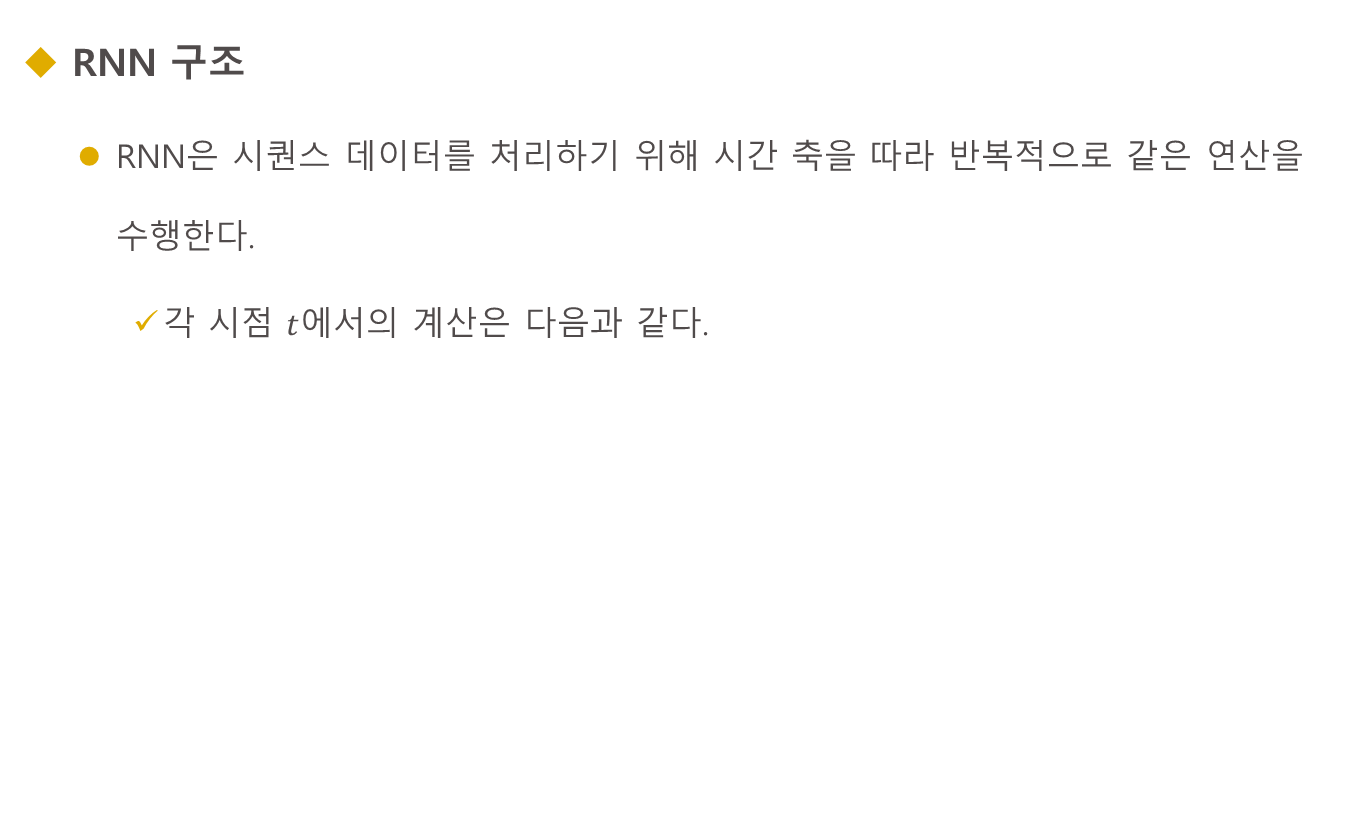 RNN 구조
RNN은 시퀀스 데이터를 처리하기 위해 시간 축을 따라 반복적으로 같은 연산을
수행한다.
각 시점 t에서의 계산은 다음과 같다.